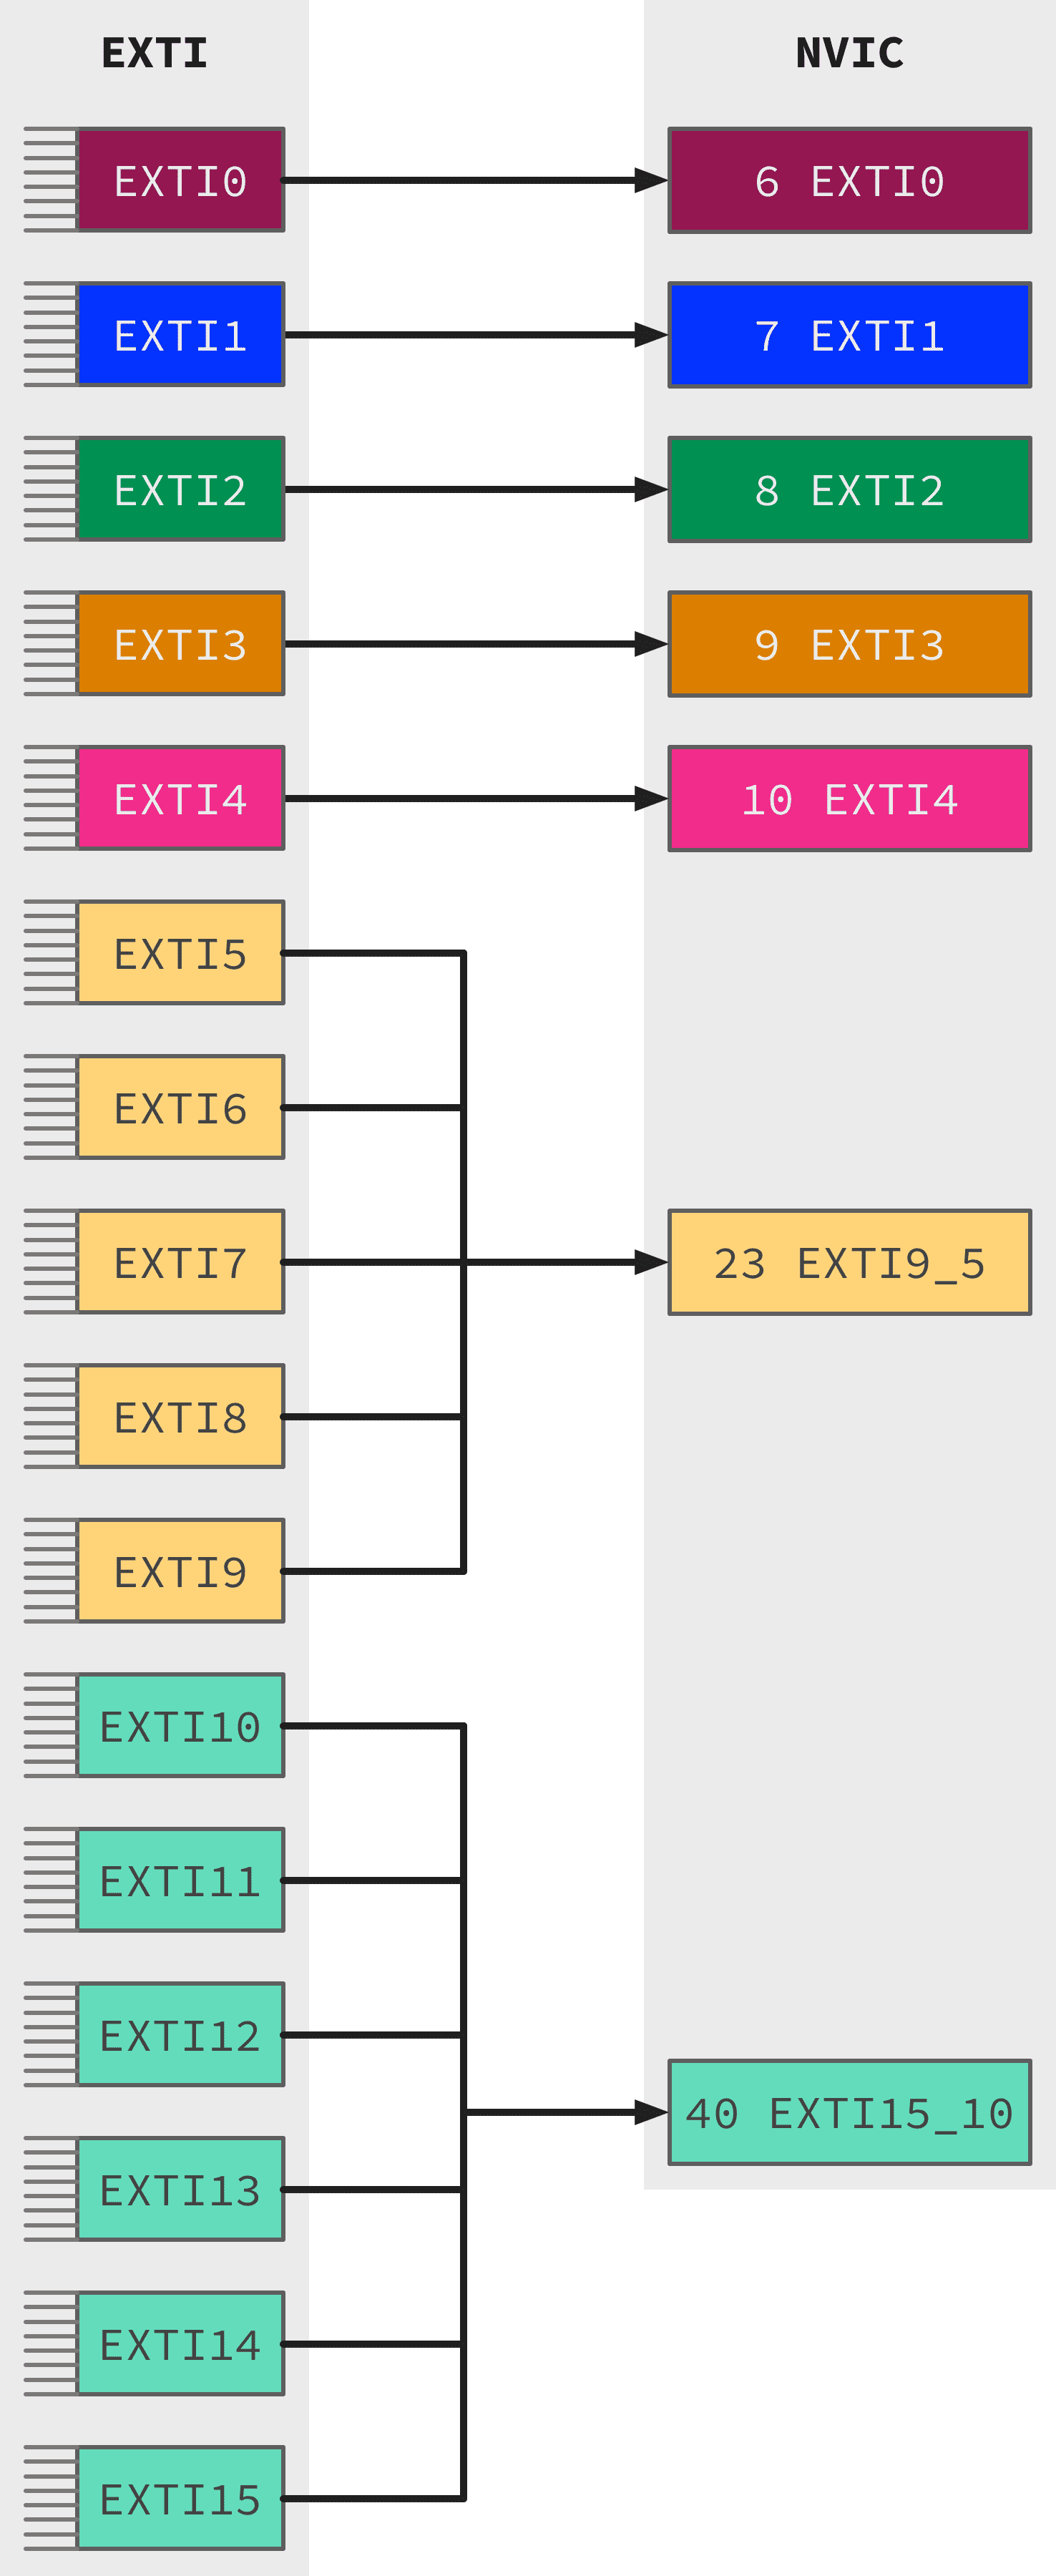 EXTI NVIC
EXTI0 6 EXTI0
EXTI1 7 EXTI1
EXTI2 8 EXTI2
EXTI3 9 EXTI3
EXTI4 10 EXTI4
EXTI5
EXTI6
EXTI7 23 EXTI9_5
EXTI8
EXTI9
EXTI10
EXTI11
EXTI12
40 EXTI15_10
EXTI13
EXTI14
EXTI15